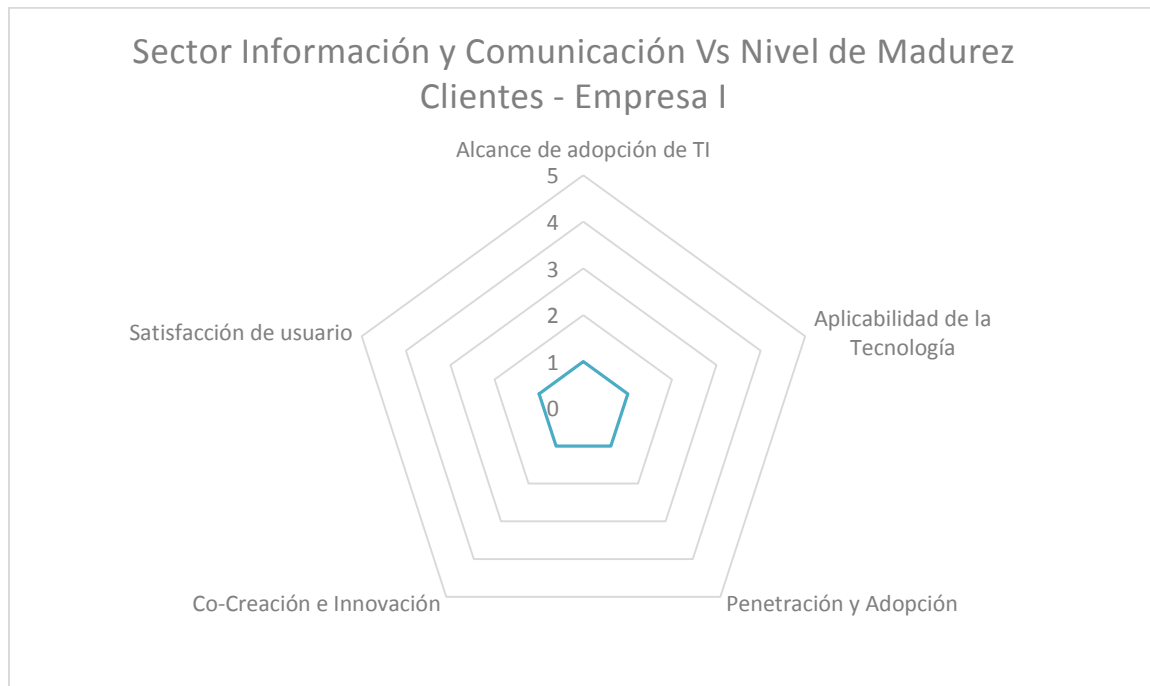 Sector Información y Comunicación Vs Nivel de Madurez
Clientes - Empresa I
Alcance de adopción de TI
5
4
3
2
1
0
Aplicabilidad de la
Tecnología
Satisfacción de usuario
Co-Creación e Innovación
Penetración y Adopción